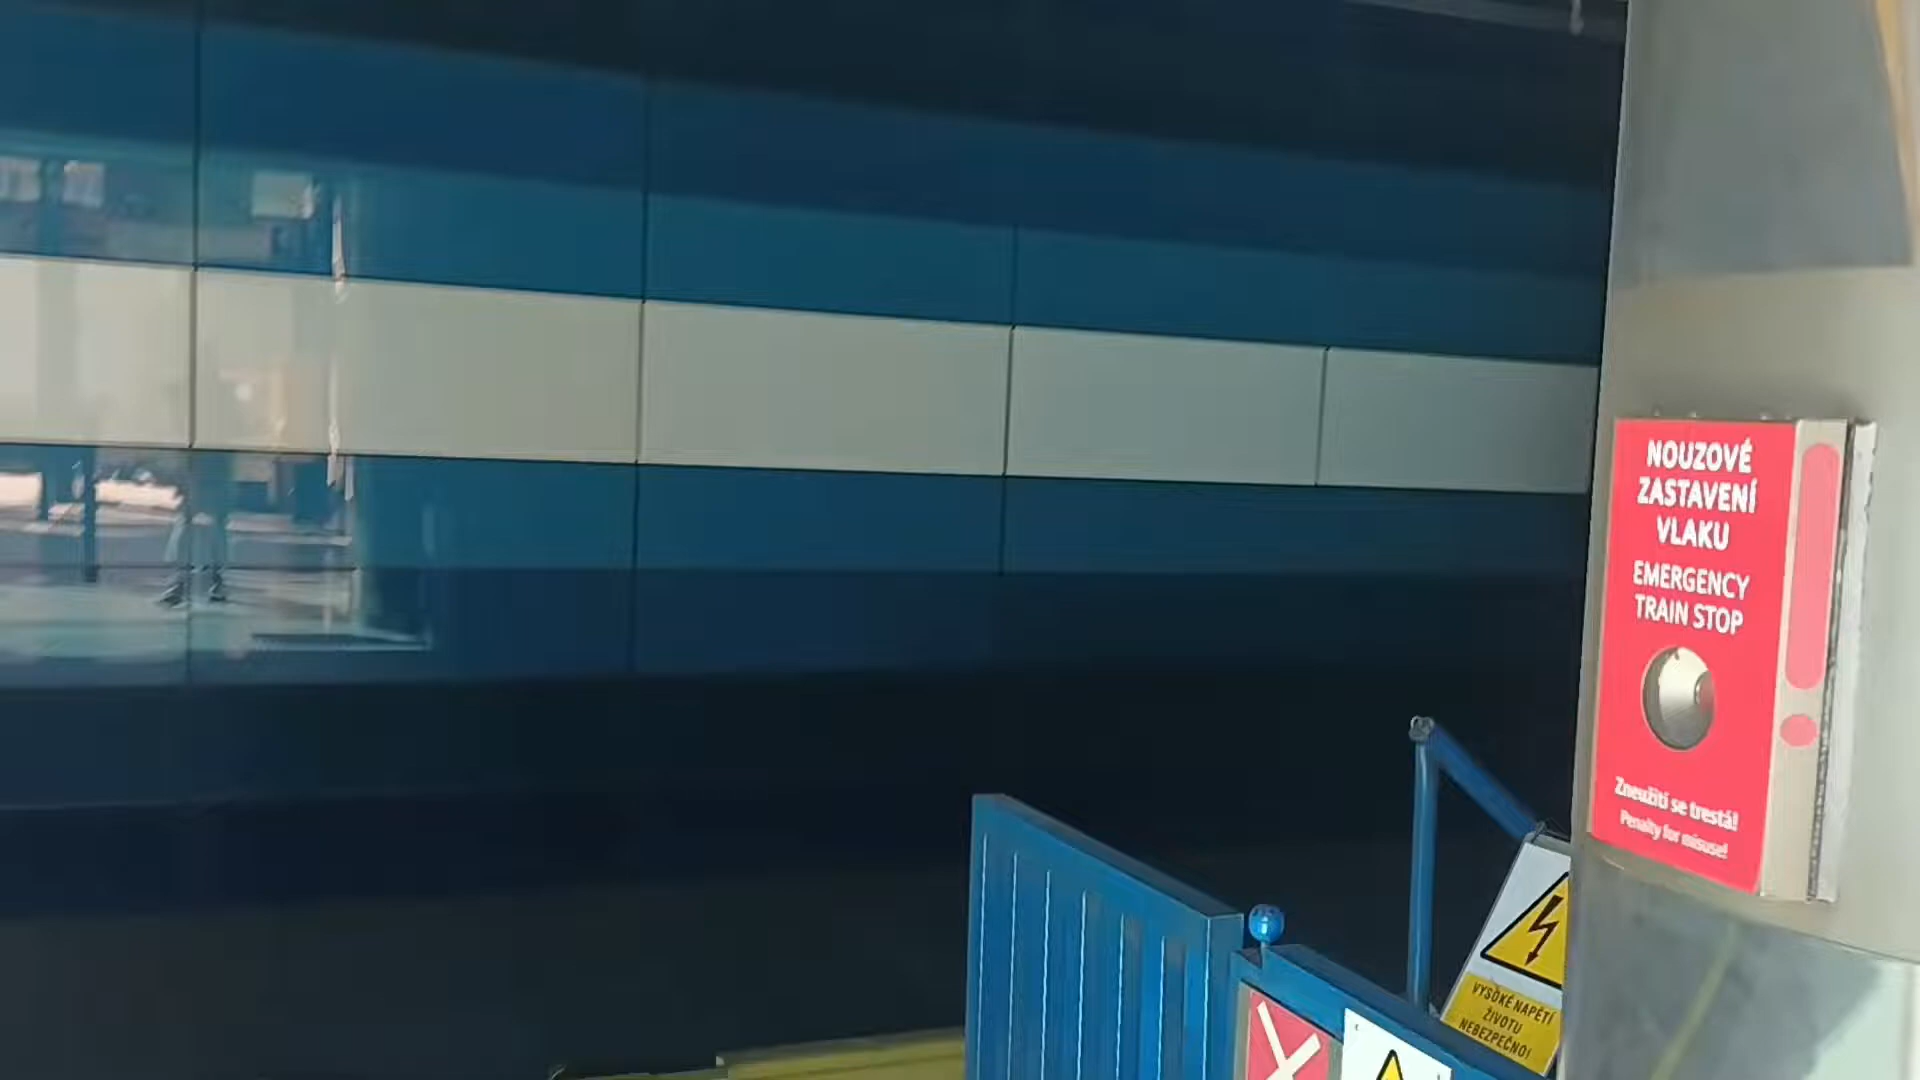 NOUZOVÉ
ZASTAVENÍ
VLAKU
EMERGENCY
TRAIN STOP
Zneužití se trestá!
Penalty for misuse!
VYSOKÉ NAPĚTÍ
ŽIVOTU
NEBEZPEČNO!